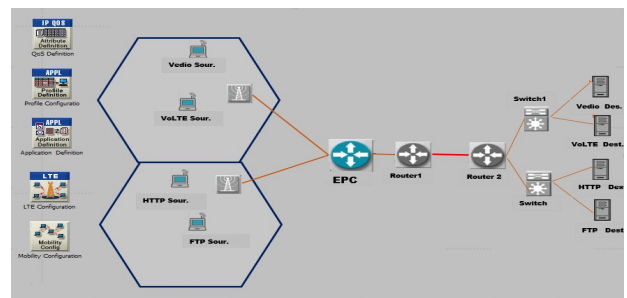 IP QOS
Attribute
Definition
QoS Definition
APPL
Profile
Definition
Profile Configuratio
APPL
Application
Definition
Application Definition
LTE
LTE Configuration
Mobility
Config
Mobility Configuration
Vedio Sour.
VoLTE Sour.
HTTP Sour.
FTP Sour.
EPC
Router1
Router 2
Switch1
Switch
Vedio Des.
VoLTE Dest.
HTTP Des
FTP Dest